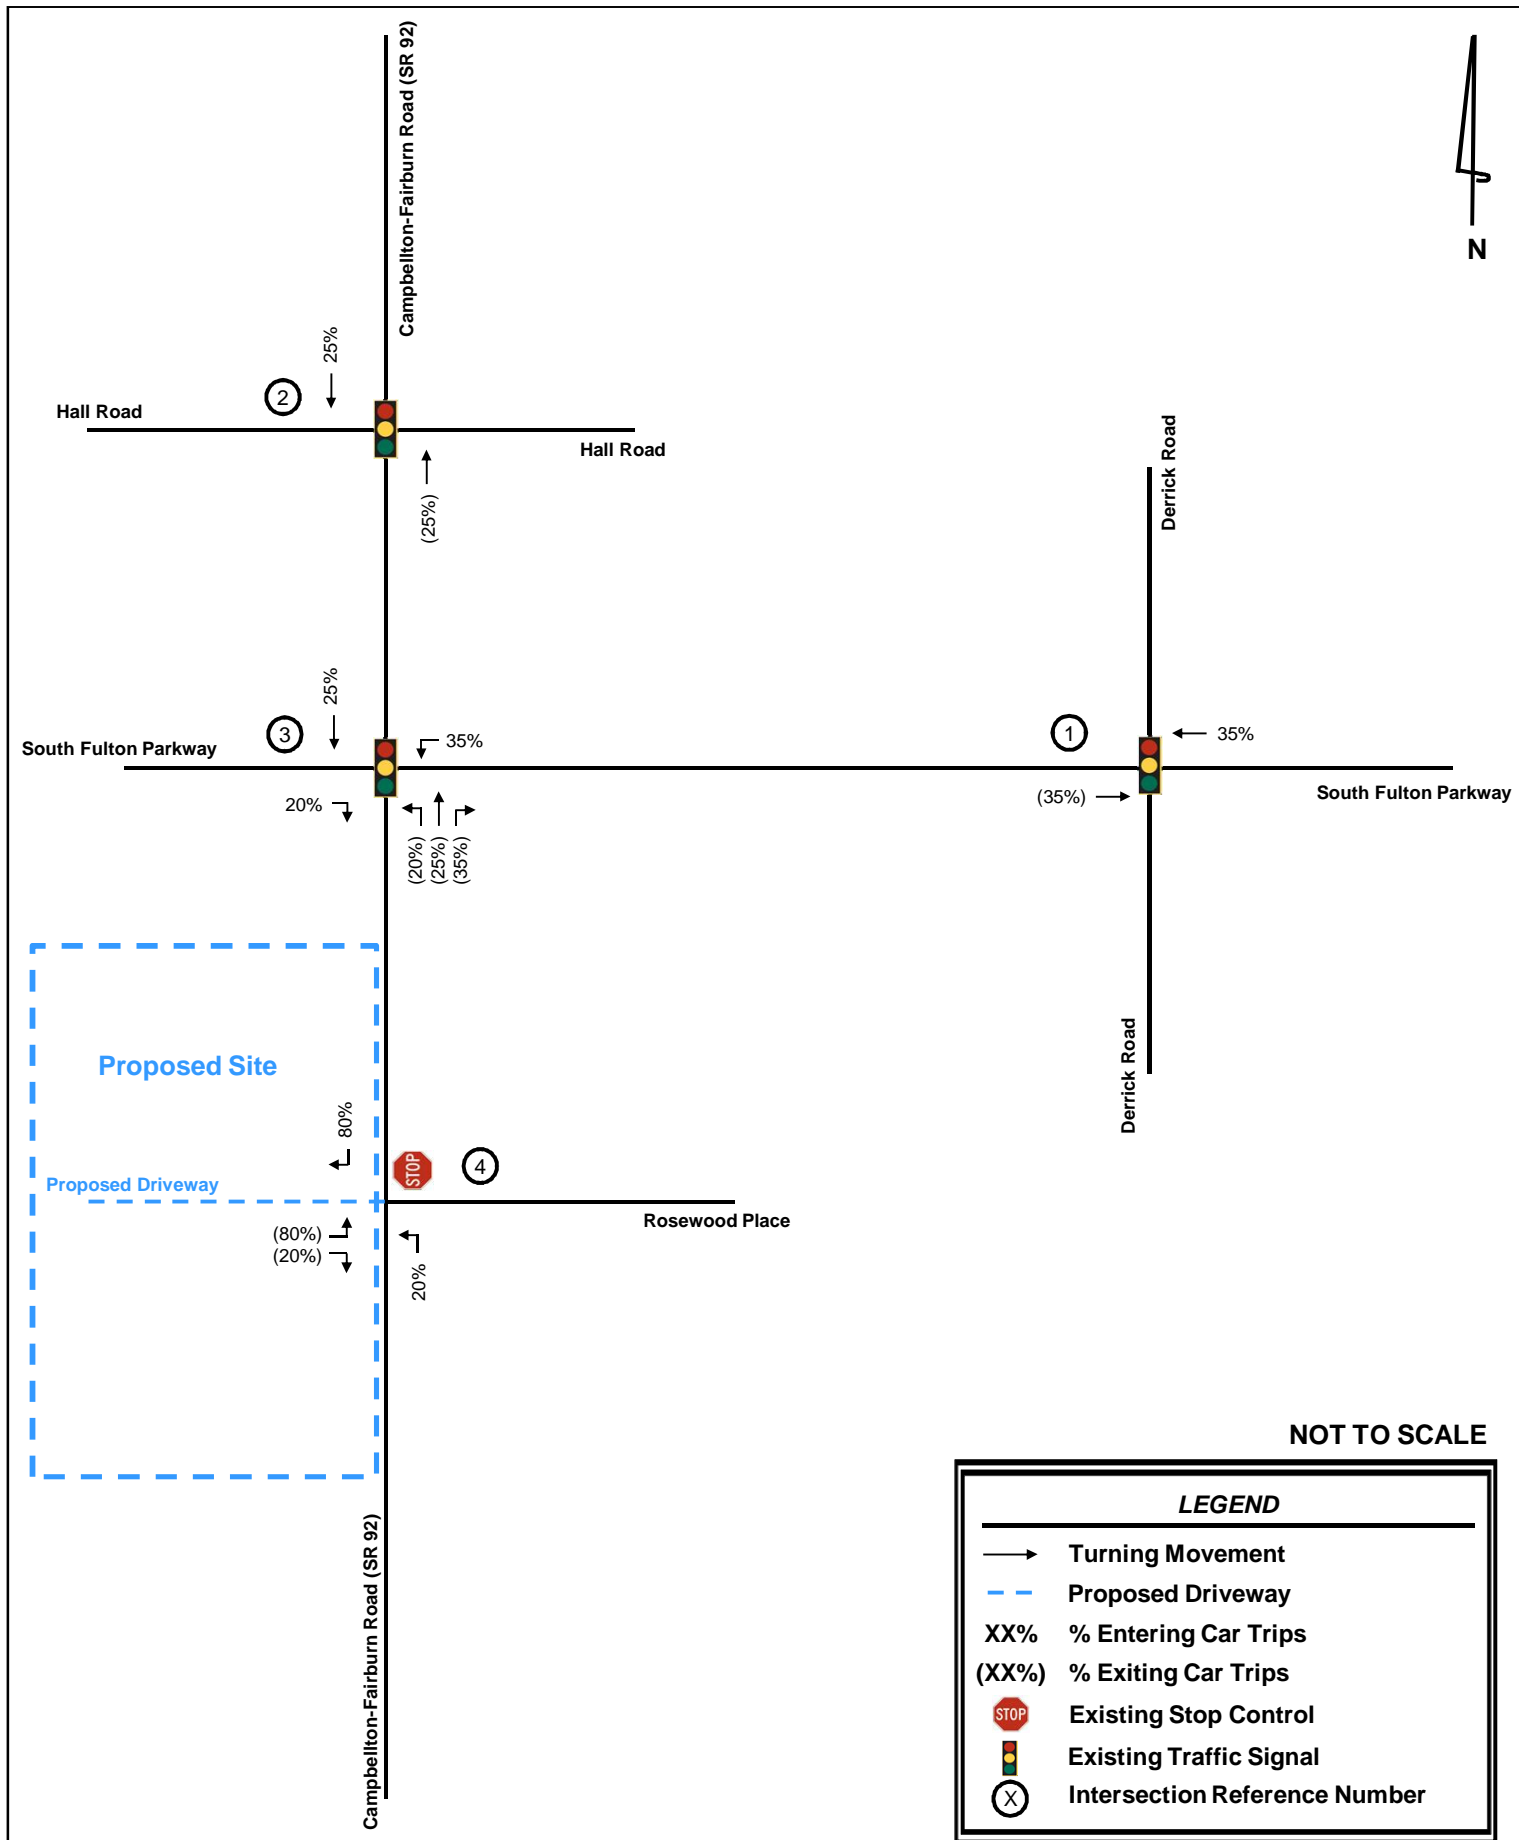 Campbellton-Fairburn Road (SR 92)
N
25%
2
Hall Road
Hall Road
(25%)
Derrick Road
25%
3
South Fulton Parkway
35%
1
35%
20%
(35%)
South Fulton Parkway
(20%)
(25%)
(35%)
Derrick Road
Proposed Site
80%
STOP
4
Proposed Driveway
Rosewood Place
(80%)
(20%)
20%
Campbellton-Fairburn Road (SR 92)
NOT TO SCALE
LEGEND
Turning Movement
Proposed Driveway
XX% % Entering Car Trips
(XX%) % Exiting Car Trips
STOP Existing Stop Control
Existing Traffic Signal
X Intersection Reference Number